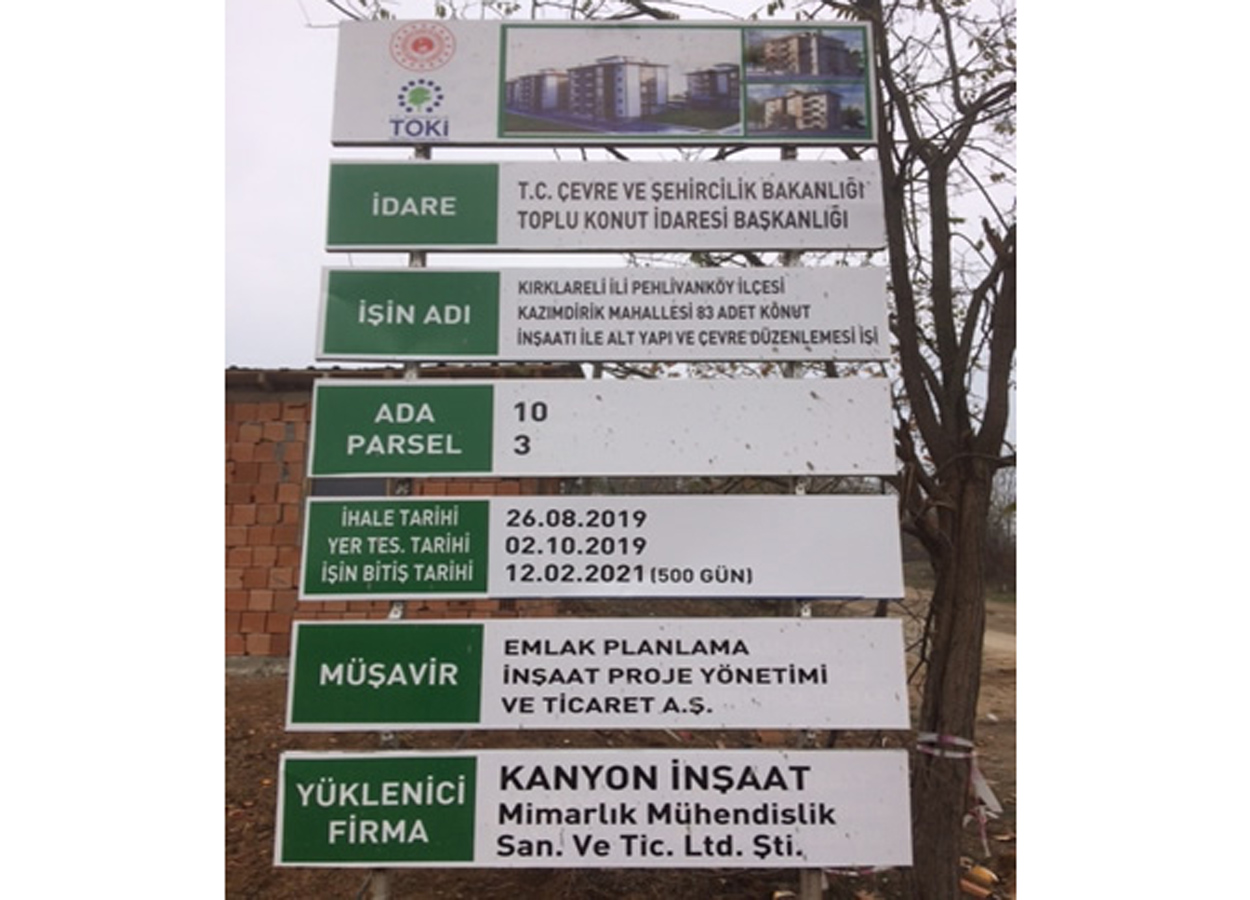 TOKİ
İDARE
T.C. ÇEVRE VE ŞEHİRCİLİK BAKANLIĞI
TOPLU KONUT İDARESİ BAŞKANLIĞI
İŞİN ADI
KIRKLARELİ İLİ PEHLİVANKÖY İLÇESİ
KAZIMDİRİK MAHALLESİ 83 ADET KONUT
İNŞAATI İLE ALT YAPI VE ÇEVRE DÜZENLEMESİ İŞİ
ADA 10
PARSEL 3
İHALE TARİHİ 26.08.2019
YER TES. TARİHİ 02.10.2019
İŞİN BİTİŞ TARİHİ 12.02.2021 (500 GÜN)
MÜŞAVİR
EMLAK PLANLAMA
İNŞAAT PROJE YÖNETİMİ
VE TİCARET A.Ş.
YÜKLENİCİ
FİRMA
KANYON İNŞAAT
Mimarlık Mühendislik
San. Ve Tic. Ltd. Şti.